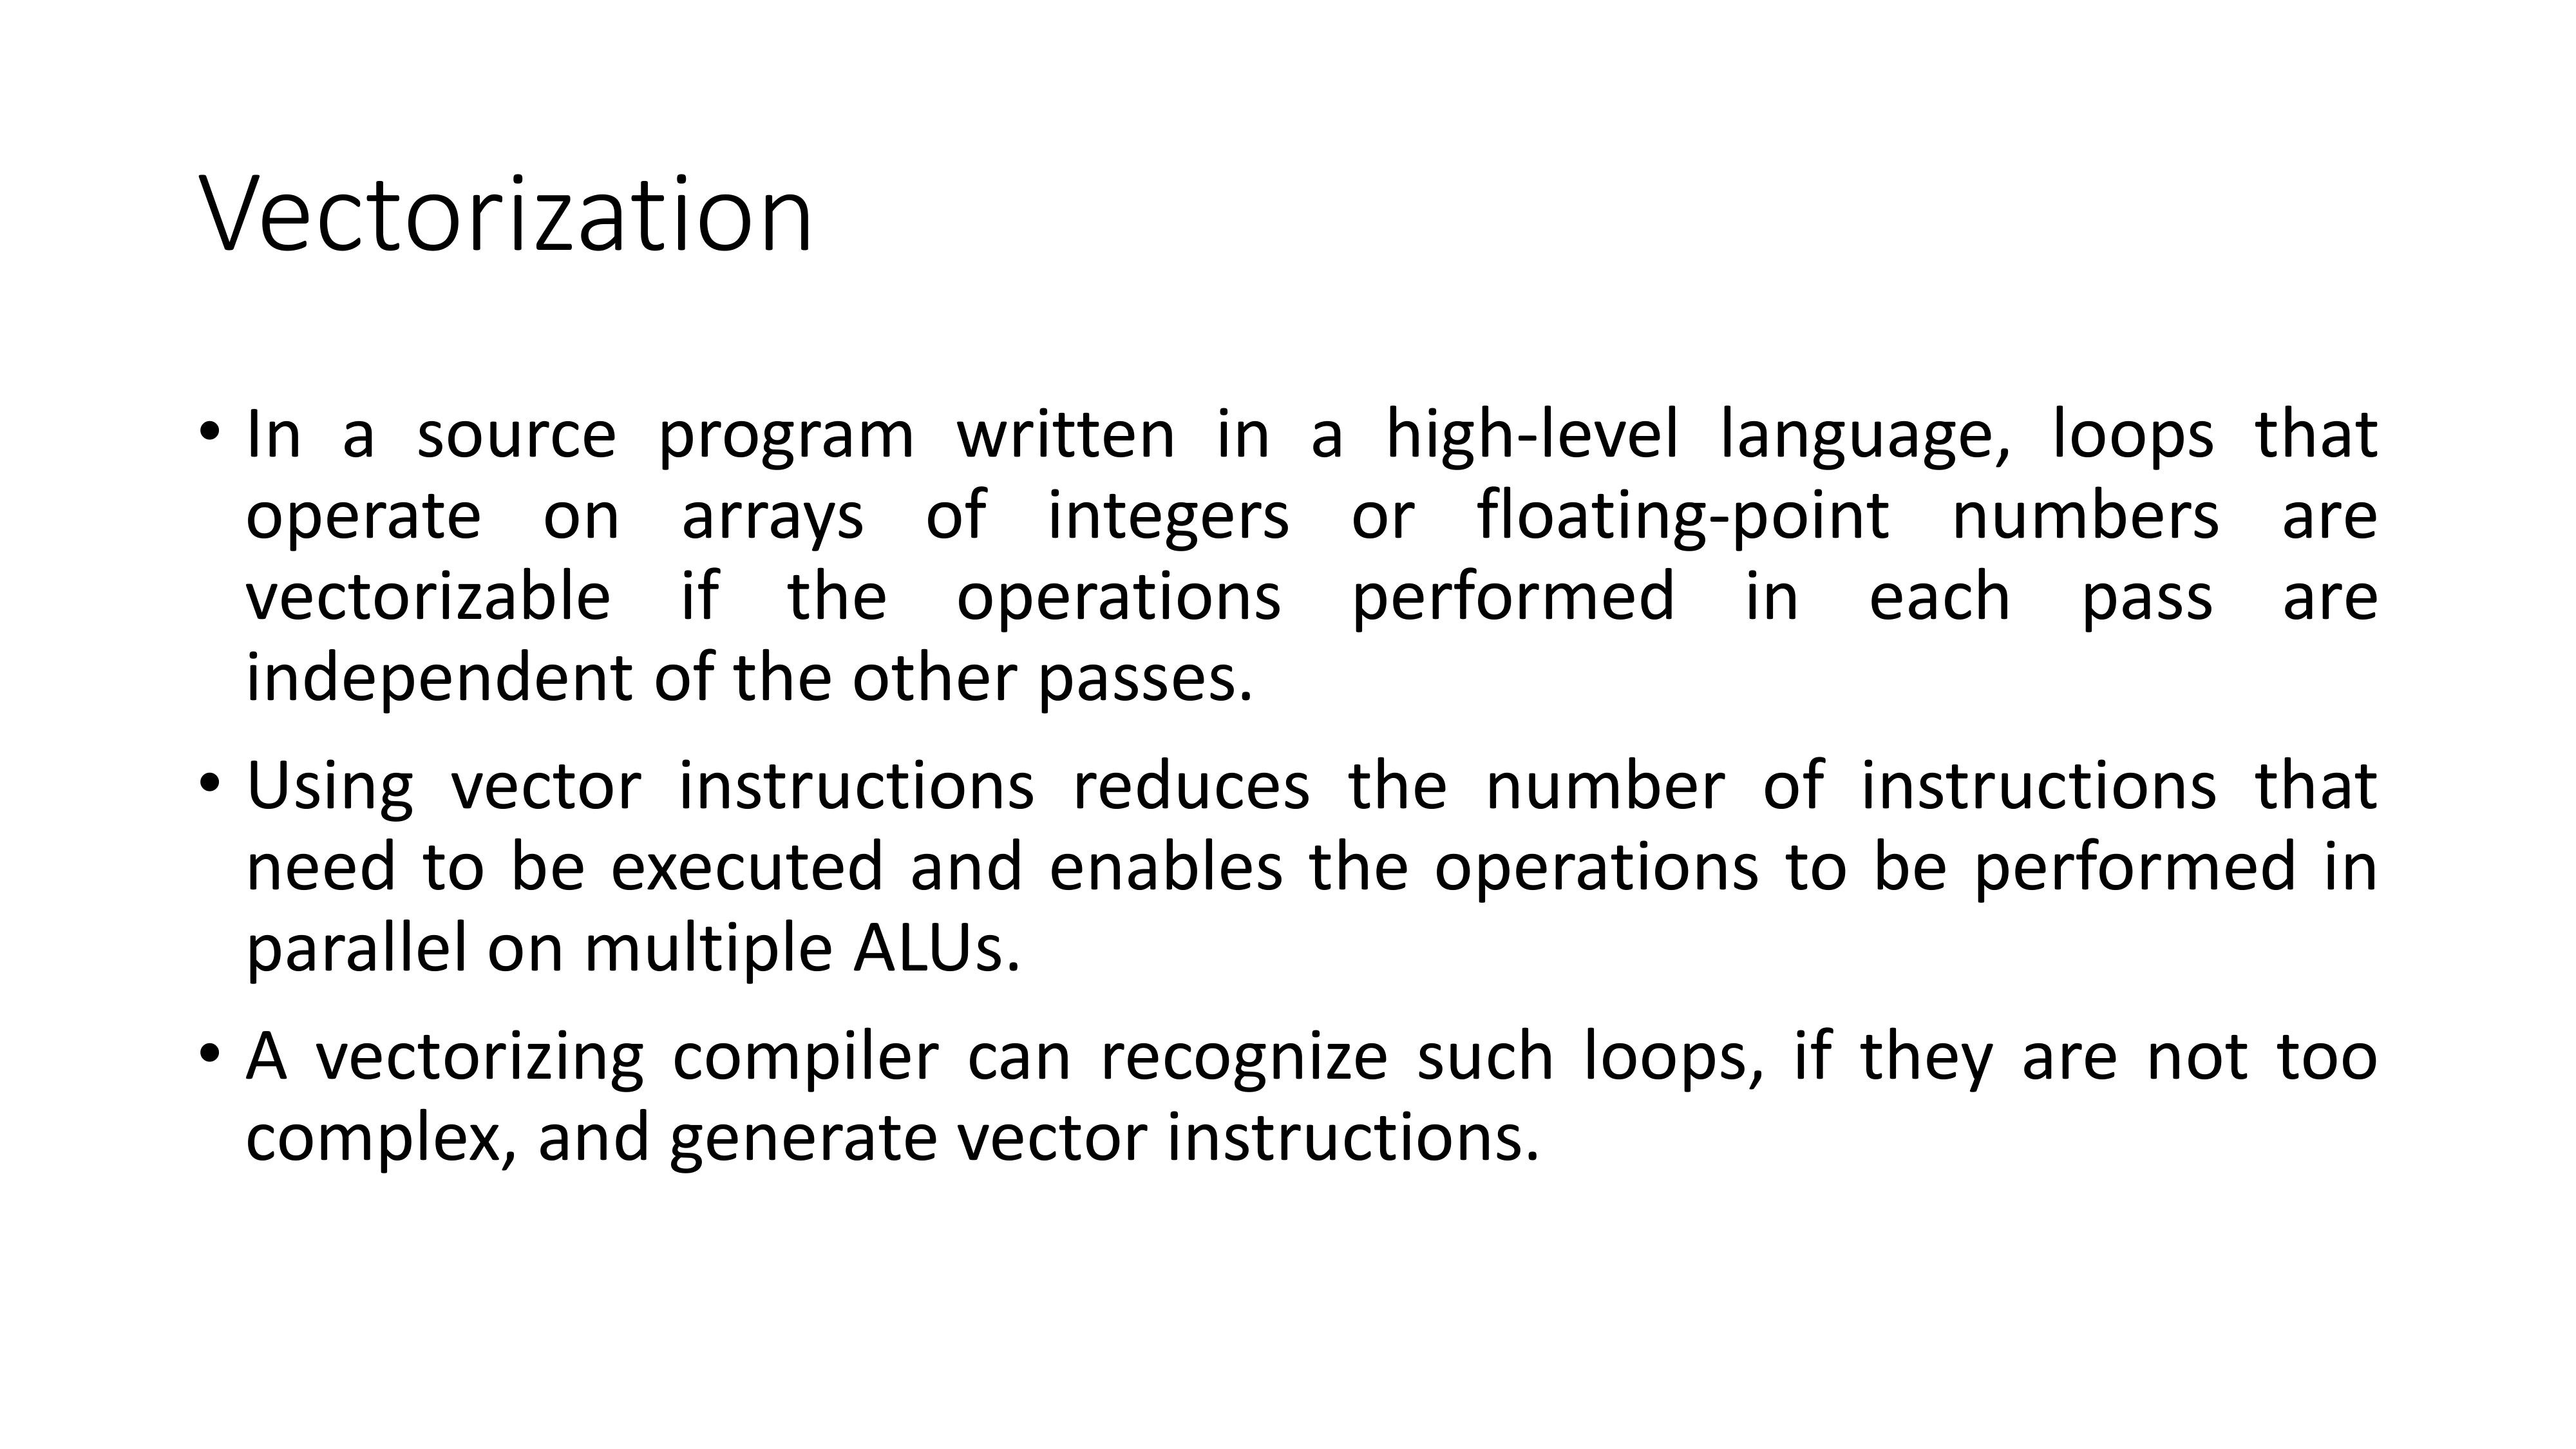 Vectorization
• In a source program written in a high-level language, loops that
operate on arrays of integers or floating-point numbers are
vectorizable if the operations performed in each pass are
independent of the other passes.
• Using vector instructions reduces the number of instructions that
need to be executed and enables the operations to be performed in
parallel on multiple ALUs.
• A vectorizing compiler can recognize such loops, if they are not too
complex, and generate vector instructions.